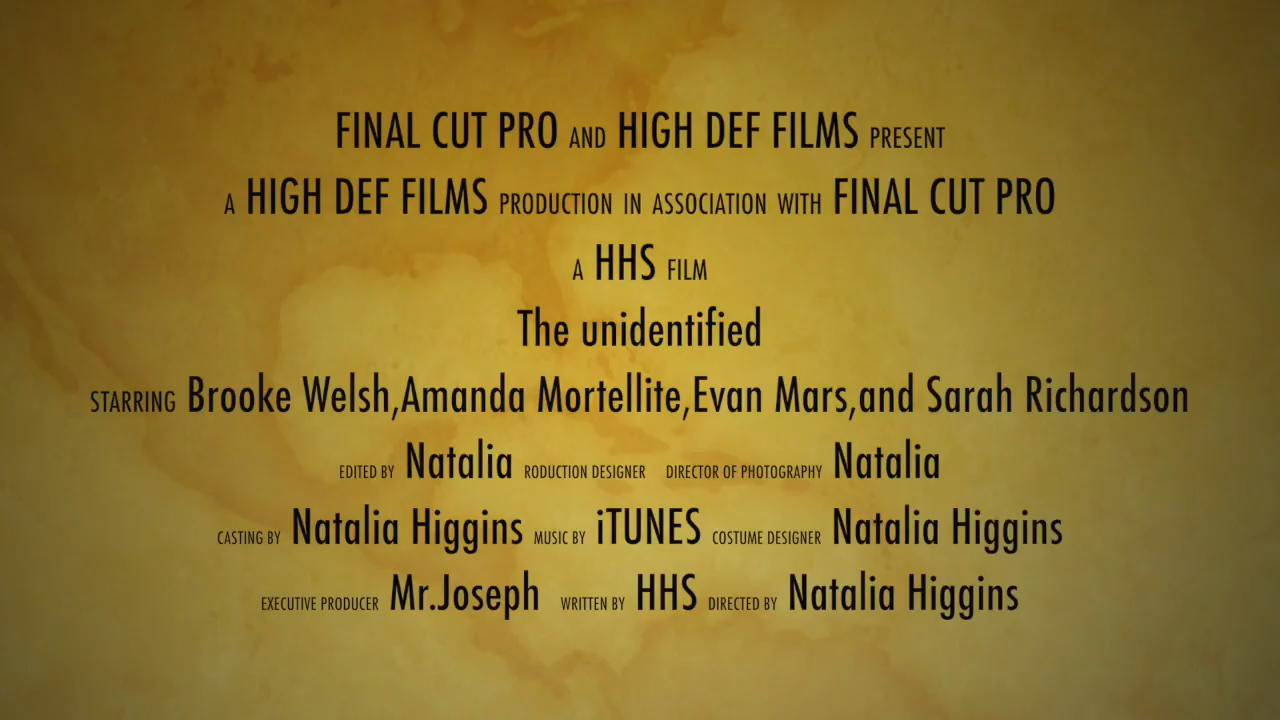 FINAL CUT PRO AND HIGH DEF FILMS PRESENT
A HIGH DEF FILMS PRODUCTION IN ASSOCIATION WITH FINAL CUT PRO
A HHS FILM
The unidentified
STARRING Brooke Welsh,Amanda Mortellite,Evan Mars,and Sarah Richardson
EDITED BY Natalia RODUCTION DESIGNER DIRECTOR OF PHOTOGRAPHY Natalia
CASTING BY Natalia Higgins MUSIC BY iTUNES COSTUME DESIGNER Natalia Higgins
EXECUTIVE PRODUCER Mr.Joseph WRITTEN BY HHS DIRECTED BY Natalia Higgins